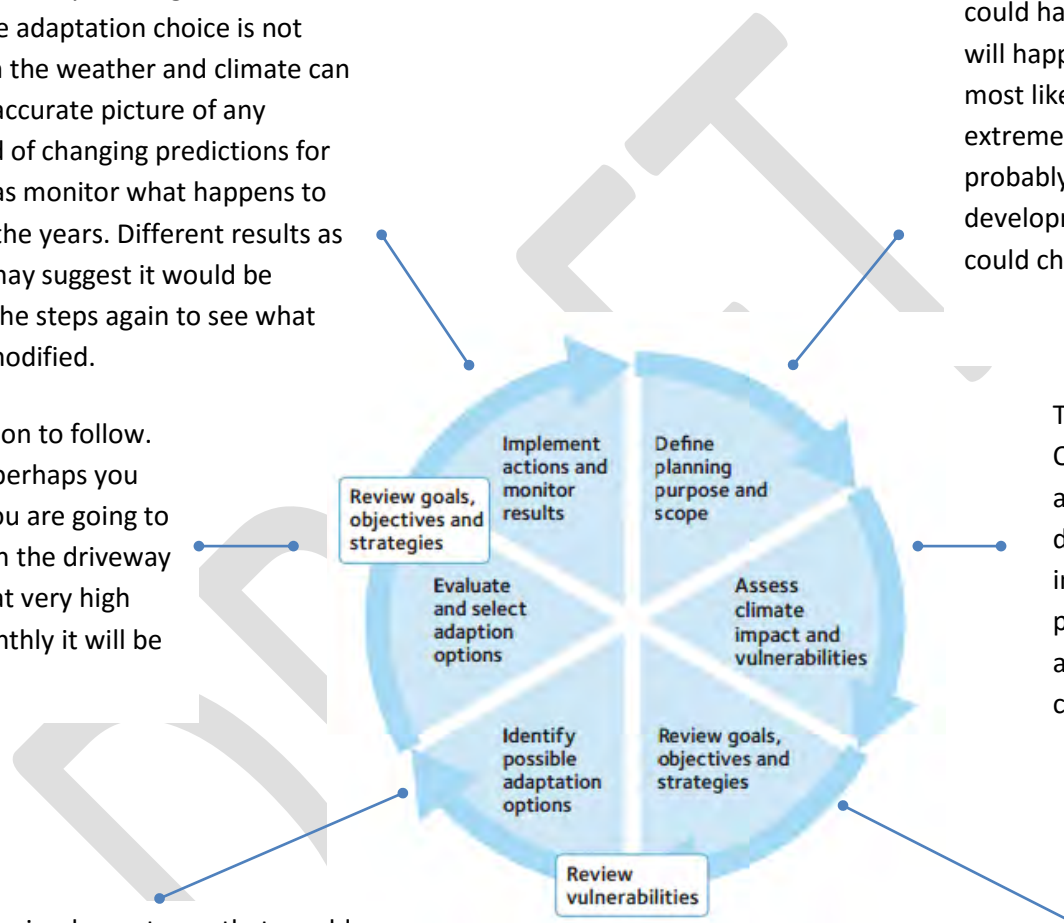 e adaptation choice is not
the weather and climate can
accurate picture of any
of changing predictions for
as monitor what happens to
the years. Different results as
may suggest it would be
he steps again to see what
modified.
on to follow.
perhaps you
ou are going to
the driveway
at very high
nthly it will be
could ha
will happ
most like
extreme
probably
developm
could ch
Implement
actions and
monitor
results
Define
planning
purpose and
scope
Assess
climate
impact and
vulnerabilities
Review goals,
objectives and
strategies
Review
vulnerabilities
Identify
possible
adaptation
options
Evaluate
and select
adaption
options
Review goals,
objectives and
strategies